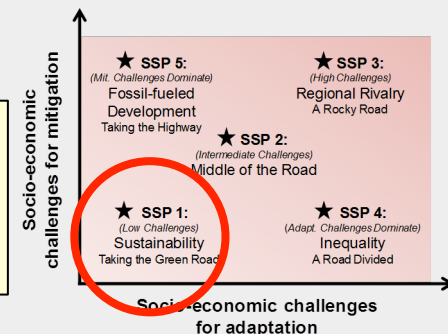 Socio-economic
challenges for mitigation
★ SSP 5:
(Mit. Challenges Dominate)
Fossil-fueled
Development
Taking the Highway
★ SSP 3:
(High Challenges)
Regional Rivalry
A Rocky Road
★ SSP 2:
(Intermediate Challenges)
Middle of the Road
★ SSP 1:
(Low Challenges)
Sustainability
Taking the Green Road
★ SSP 4:
(Adapt. Challenges Dominate)
Inequality
A Road Divided
Socio-economic challenges
for adaptation